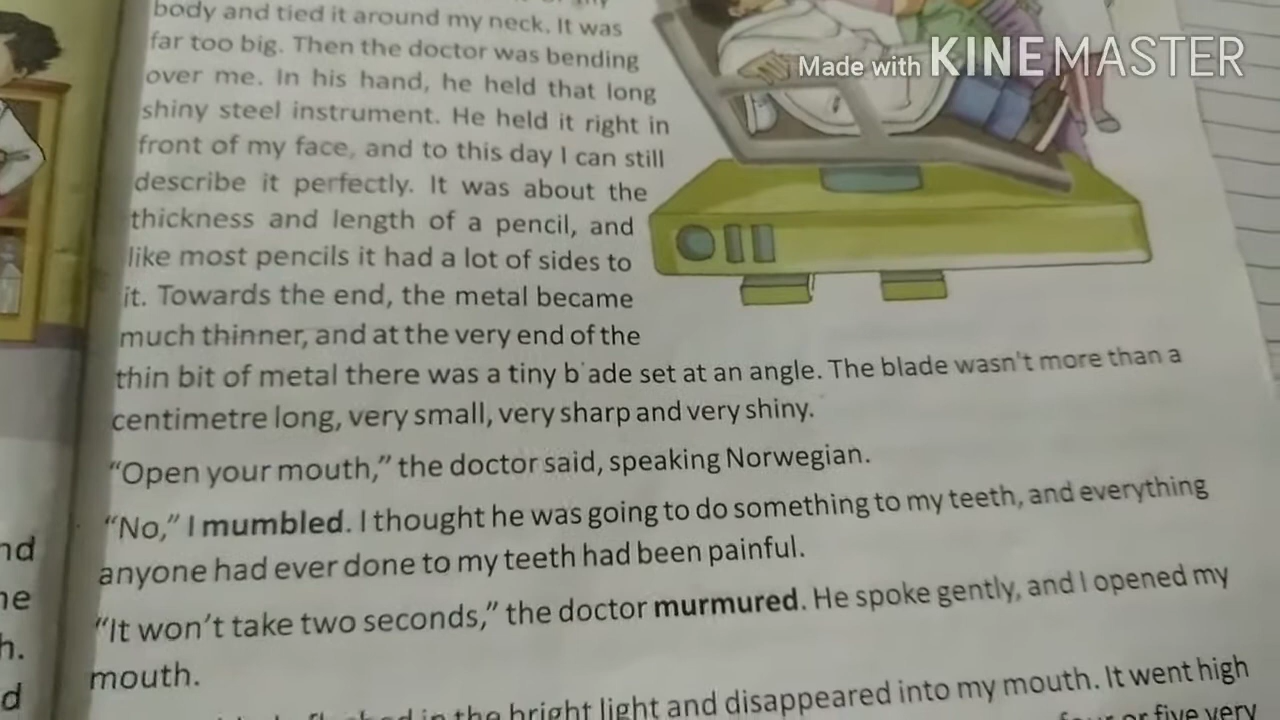 body and tied it around my neck. It was
far too big. Then the doctor was bending
over me. In his hand, he held that long
shiny steel instrument. He held it right in
front of my face, and to this day I can still
describe it perfectly. It was about the
thickness and length of a pencil, and
like most pencils it had a lot of sides to
it. Towards the end, the metal became
much thinner, and at the very end of the
thin bit of metal there was a tiny b ade set at an angle. The blade wasn't more than a
centimetre long, very small, very sharp and very shiny.
“Open your mouth,” the doctor said, speaking Norwegian.
“No,” I mumbled. I thought he was going to do something to my teeth, and everything
anyone had ever done to my teeth had been painful.
“It won’t take two seconds,” the doctor murmured. He spoke gently, and I opened my
mouth.
in the bright light and disappeared into my mouth. It went high
or five very
Made with KINEMASTER
nd
ne
h.
d